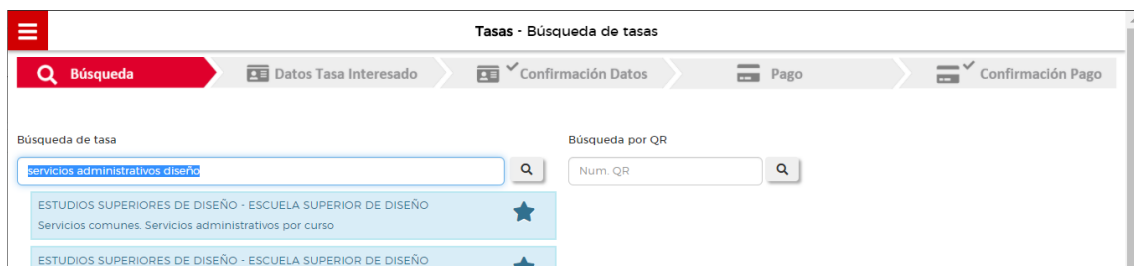 Tasas - Búsqueda de tasas
Búsqueda
Datos Tasa Interesado
Confirmación Datos
Pago
Confirmación Pago
Búsqueda de tasa
Búsqueda por QR
servicios administrativos diseño
Num. QR
ESTUDIOS SUPERIORES DE DISEÑO - ESCUELA SUPERIOR DE DISEÑO
Servicios comunes. Servicios administrativos por curso
ESTUDIOS SUPERIORES DE DISEÑO - ESCUELA SUPERIOR DE DISEÑO